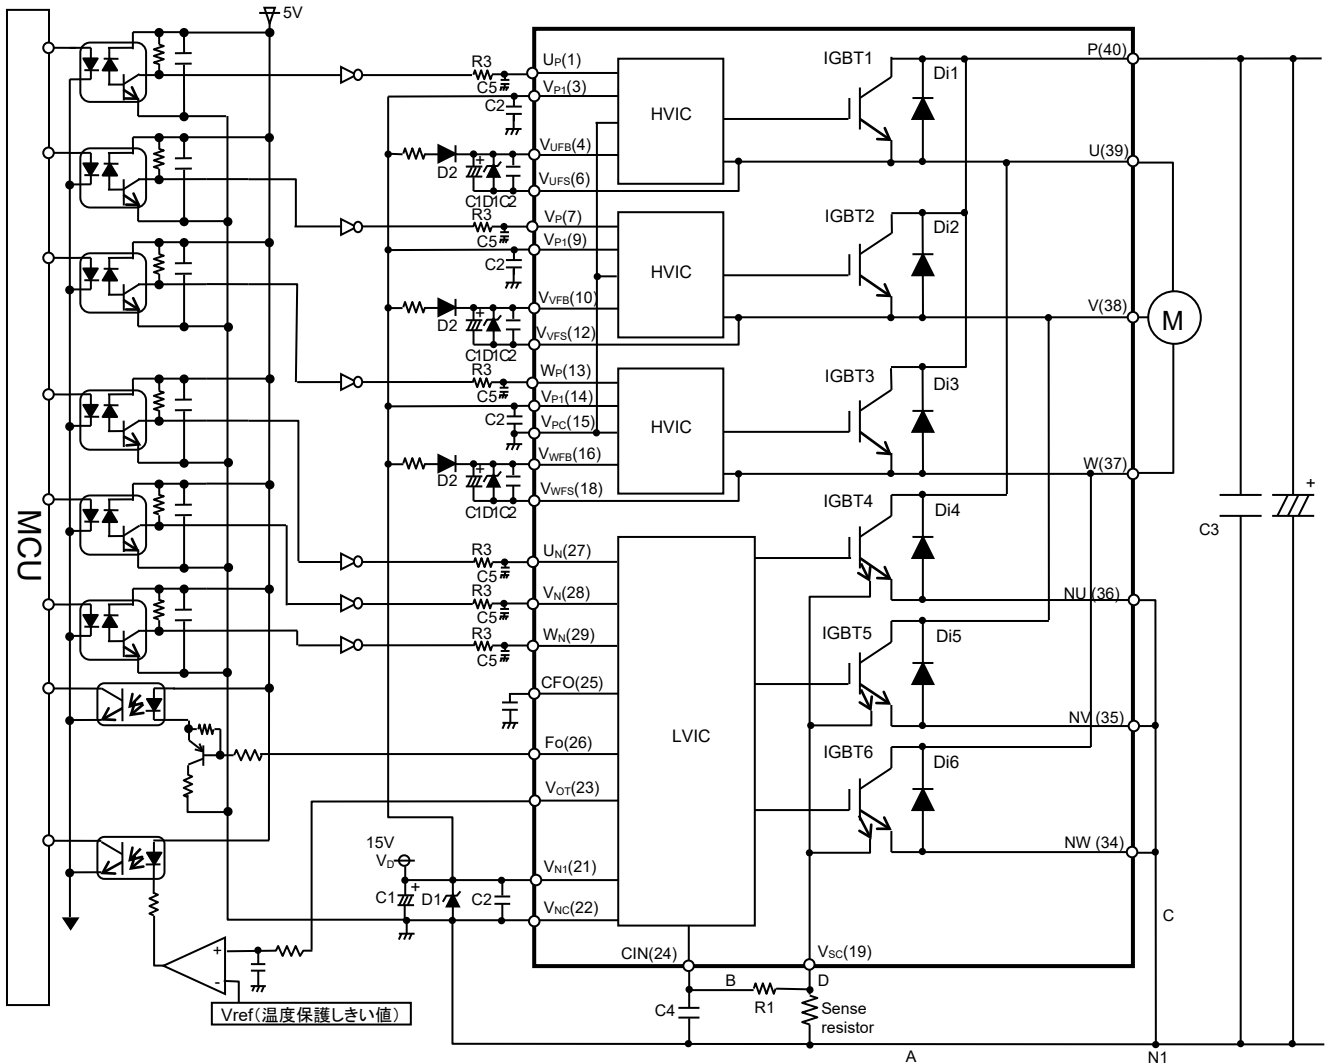 5V
MCU
R3
C5
C2
D2
C1D1C2
R3
C5
C2
D2
C1D1C2
R3
C5
C2
D2
C1D1C2
R3
C5
R3
C5
R3
C5
UP(1)
VP1(3)
VUFB(4)
VUFS(6)
VP(7)
VP1(9)
VVFB(10)
VVFS(12)
WP(13)
VP1(14)
VPC(15)
VWFB(16)
VWFS(18)
UN(27)
VN(28)
WN(29)
CFO(25)
Fo(26)
VOT(23)
VN1(21)
VNC(22)
15V
VD
C1
+
D1
C2
HVIC
HVIC
HVIC
LVIC
IGBT1
Di1
IGBT2
Di2
IGBT3
Di3
IGBT4
Di4
IGBT5
Di5
IGBT6
Di6
P(40)
U(39)
V(38)
W(37)
NU (36)
NV (35)
NW (34)
M
C3
+
C
CIN(24)
VSC(19)
B
D
C4
R1
Sense
resistor
A
N1
+
-
Vref(温度保護しきい値)